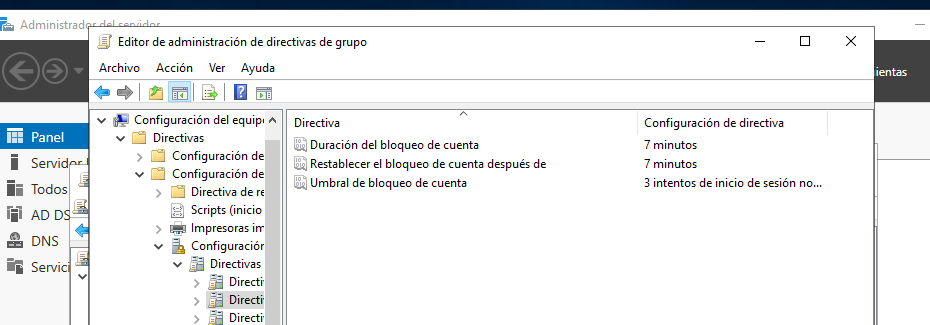 Administrador del servidor
Editor de administración de directivas de grupo
Archivo Acción Ver Ayuda
Panel
Servidor
Todos
AD DS
DNS
Servici
Configuración del equipo
Directivas
Configuración de
Configuración de
Directiva de re
Scripts (inicio
Impresoras im
Configuración
Directivas
Directi
Directi
Directi
Directiva Configuración de directiva
Duración del bloqueo de cuenta 7 minutos
Restablecer el bloqueo de cuenta después de 7 minutos
Umbral de bloqueo de cuenta 3 intentos de inicio de sesión no...
ientas